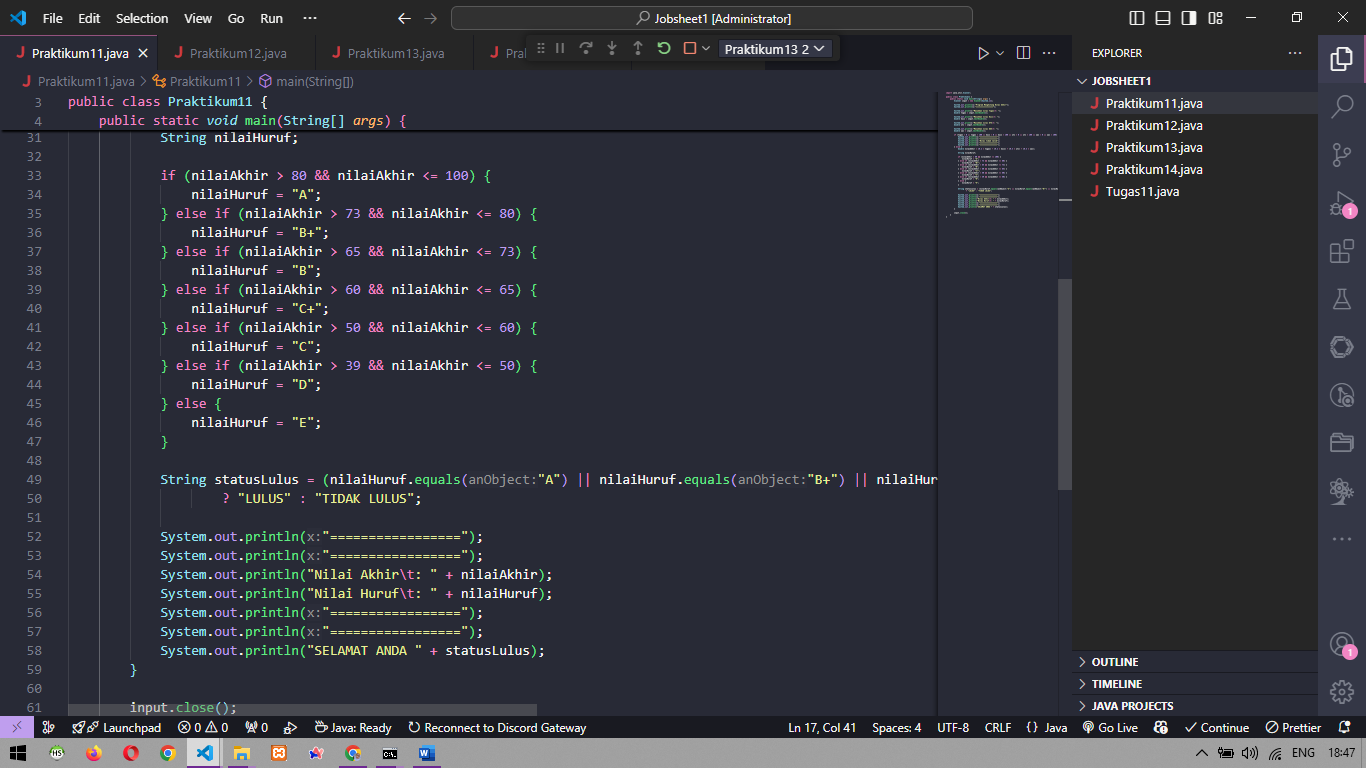 File Edit Selection View Go Run ··· Jobsheet1 [Administrator]
Praktikum11.java Praktikum12.java Praktikum13.java Pra Praktikum13 2
EXPLORER
Praktikum11.java > Praktikum11 > main(String[])
JOBSHEET1
Praktikum11.java
Praktikum12.java
Praktikum13.java
Praktikum14.java
Tugas11.java
3 public class Praktikum11 {
4 public static void main(String[] args) {
31 String nilaiHuruf;
32
33 if (nilaiAkhir > 80 && nilaiAkhir <= 100) {
34 nilaiHuruf = "A";
35 } else if (nilaiAkhir > 73 && nilaiAkhir <= 80) {
36 nilaiHuruf = "B+";
37 } else if (nilaiAkhir > 65 && nilaiAkhir <= 73) {
38 nilaiHuruf = "B";
39 } else if (nilaiAkhir > 60 && nilaiAkhir <= 65) {
40 nilaiHuruf = "C+";
41 } else if (nilaiAkhir > 50 && nilaiAkhir <= 60) {
42 nilaiHuruf = "C";
43 } else if (nilaiAkhir > 39 && nilaiAkhir <= 50) {
44 nilaiHuruf = "D";
45 } else {
46 nilaiHuruf = "E";
47 }
48
49 String statusLulus = (nilaiHuruf.equals(anObject:"A") || nilaiHuruf.equals(anObject:"B+") || nilaiHur
50 ? "LULUS" : "TIDAK LULUS";
51
52 System.out.println(x:"=================");
53 System.out.println(x:"=================");
54 System.out.println("Nilai Akhir\t: " + nilaiAkhir);
55 System.out.println("Nilai Huruf\t: " + nilaiHuruf);
56 System.out.println(x:"=================");
57 System.out.println(x:"=================");
58 System.out.println("SELAMAT ANDA " + statusLulus);
59 }
60
61 input.close();
OUTLINE
TIMELINE
JAVA PROJECTS
1
1
Launchpad 0 0 0 Java: Ready Reconnect to Discord Gateway Ln 17, Col 41 Spaces: 4 UTF-8 CRLF {} Java Go Live Continue Prettier
HS ENG 18:47